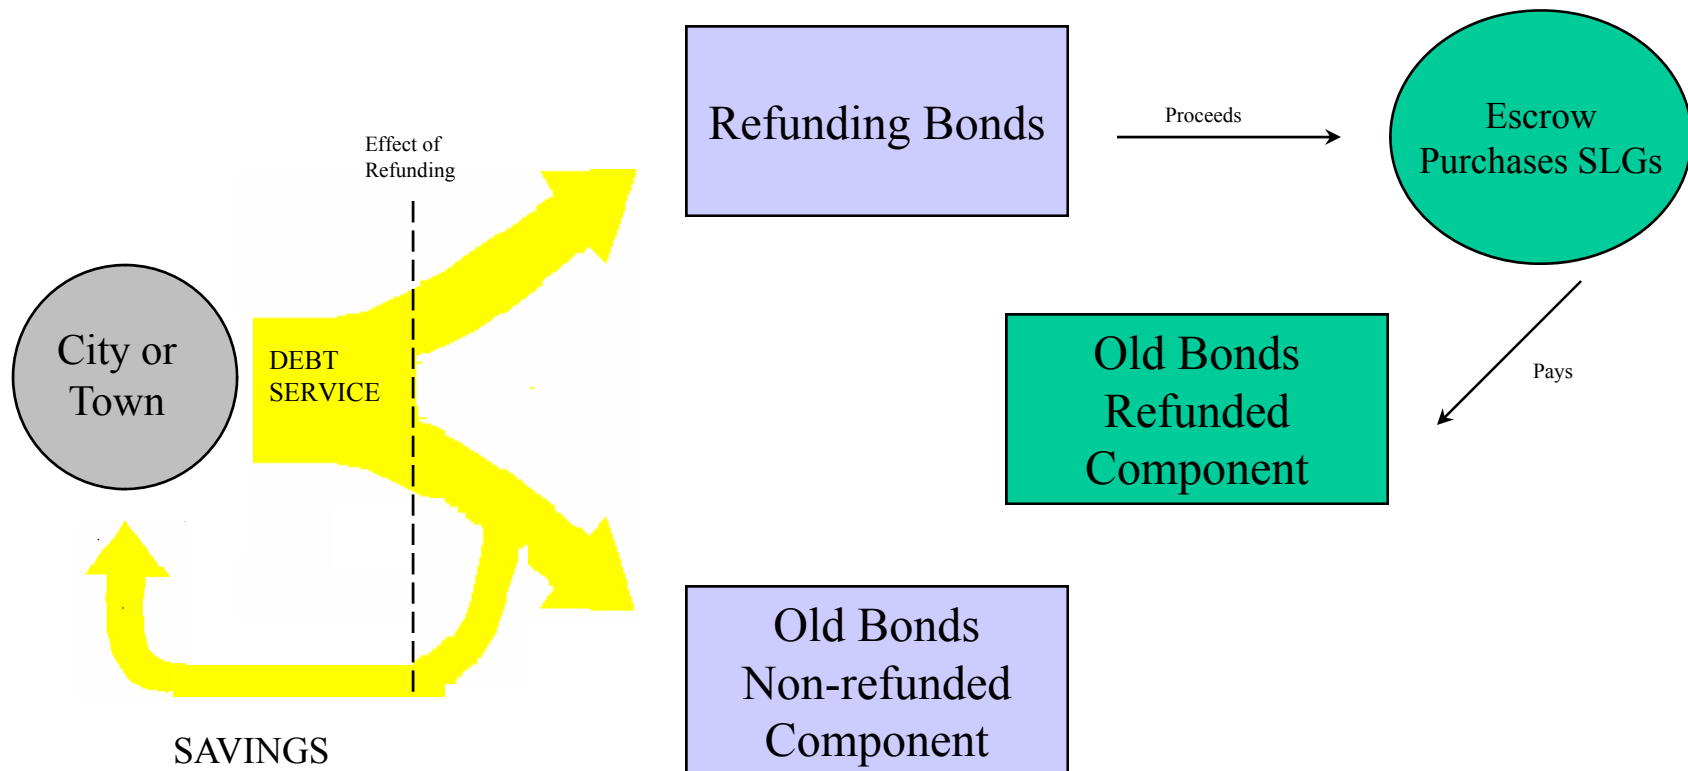 Refunding Bonds
Proceeds
Escrow
Purchases SLGs
Effect of
Refunding
City or
Town
DEBT
SERVICE
Old Bonds
Refunded
Component
Pays
Old Bonds
Non-refunded
Component
SAVINGS